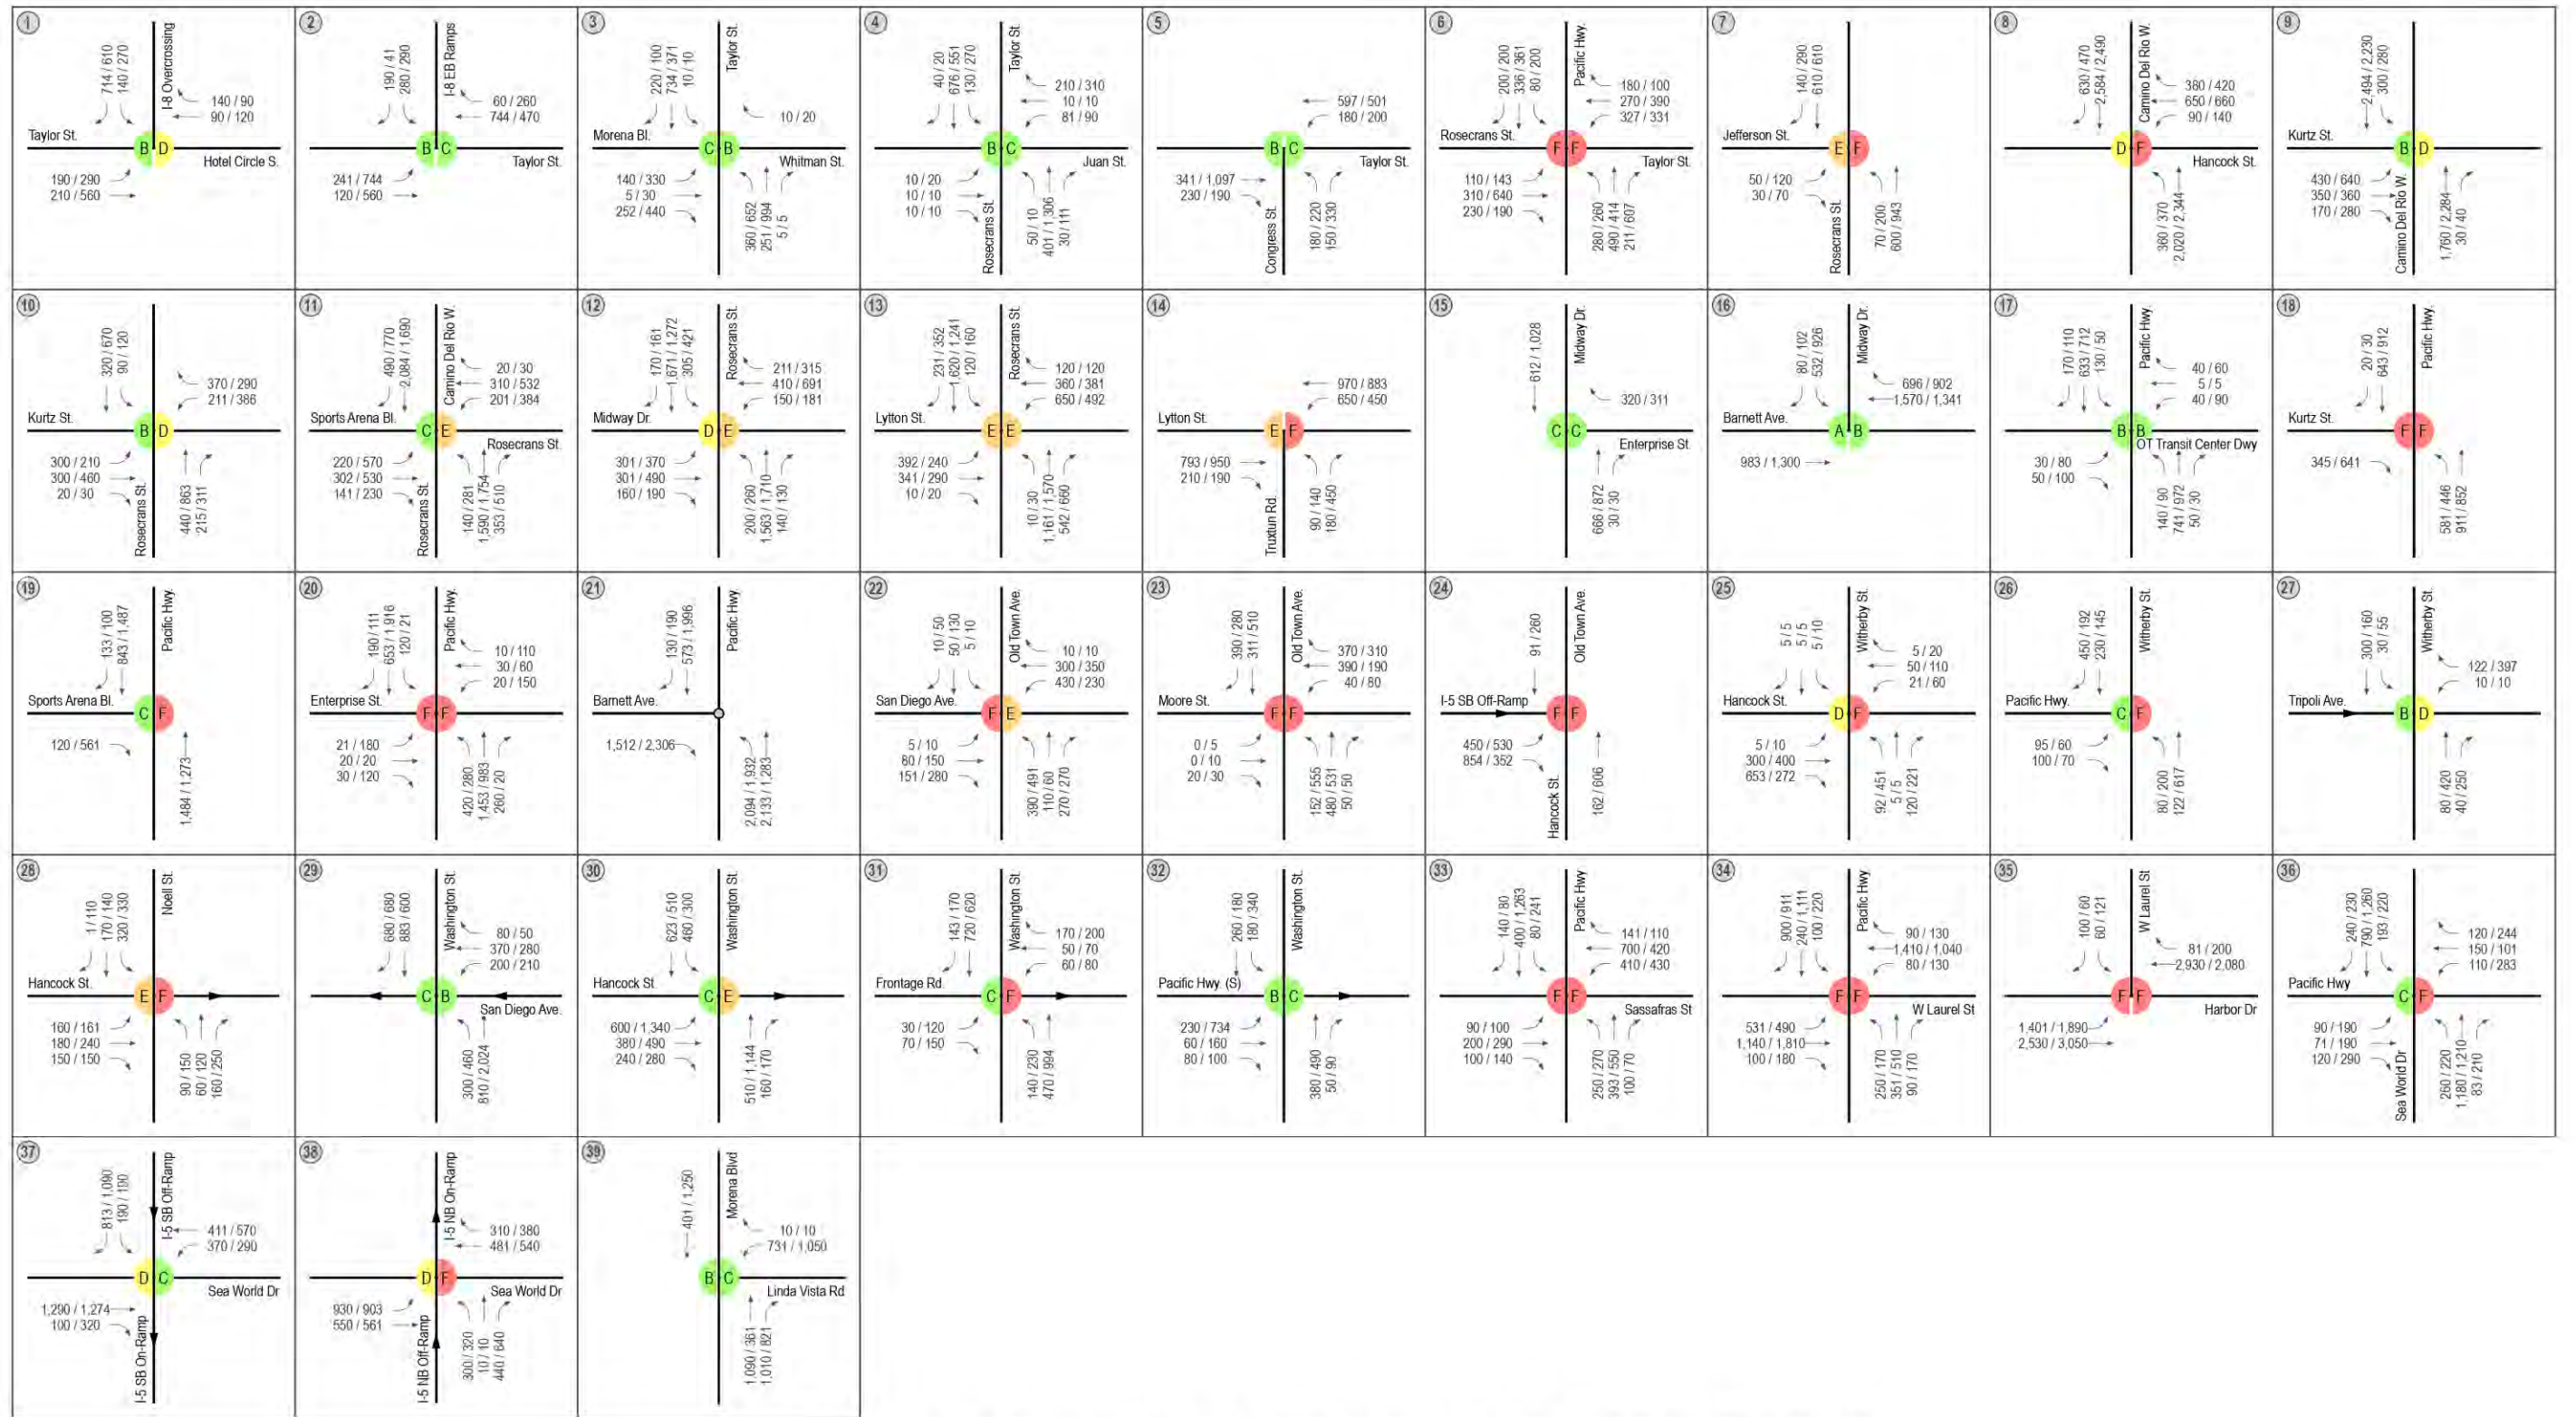 1
714 / 610
140 / 270
I-8 Overcrossing
140 / 90
90 / 120
Taylor St.
B D
Hotel Circle S.
190 / 290
210 / 560
2
190 / 41
280 / 290
I-8 EB Ramps
60 / 260
744 / 470
B C
Taylor St.
241 / 744
120 / 560
3
220 / 100
734 / 371
10 / 10
Taylor St.
10 / 20
Morena Bl.
C B
Whitman St.
140 / 330
5 / 30
252 / 440
360 / 652
251 / 994
5 / 5
4
40 / 20
676 / 551
130 / 270
Taylor St.
210 / 310
10 / 10
81 / 90
B C
Juan St.
10 / 20
10 / 10
10 / 10
Rosecrans St.
50 / 10
401 / 1,306
30 / 111
5
597 / 501
180 / 200
B C
Taylor St.
341 / 1,097
230 / 190
Congress St.
180 / 220
150 / 330
6
200 / 200
336 / 361
80 / 200
Pacific Hwy.
180 / 100
270 / 390
327 / 331
Rosecrans St.
F F
Taylor St.
110 / 143
310 / 640
230 / 190
280 / 260
490 / 414
211 / 607
7
140 / 290
610 / 610
Jefferson St.
E F
50 / 120
30 / 70
Rosecrans St.
70 / 200
600 / 943
8
630 / 470
2,584 / 2,490
Camino Del Rio W.
380 / 420
650 / 660
90 / 140
D F
Hancock St.
360 / 370
2,020 / 2,344
9
2,494 / 2,230
300 / 280
Kurtz St.
B D
430 / 640
350 / 360
170 / 280
Camino Del Rio W.
1,760 / 2,284
30 / 40
10
320 / 670
90 / 120
370 / 290
211 / 386
Kurtz St.
B D
300 / 210
300 / 460
20 / 30
Rosecrans St.
440 / 863
215 / 311
11
490 / 770
2,084 / 1,690
Camino Del Rio W.
20 / 30
310 / 532
201 / 384
Sports Arena Bl.
C E
Rosecrans St.
220 / 570
302 / 530
141 / 230
Rosecrans St.
140 / 281
1,590 / 1,754
353 / 510
12
170 / 161
1,671 / 1,272
305 / 421
Rosecrans St.
211 / 315
410 / 691
150 / 181
Midway Dr.
D E
301 / 370
301 / 490
160 / 190
200 / 260
1,563 / 1,710
140 / 130
13
231 / 352
1,620 / 1,241
120 / 160
Rosecrans St.
120 / 120
360 / 381
650 / 492
Lytton St.
E E
392 / 240
341 / 290
10 / 20
10 / 30
1,161 / 1,570
542 / 660
14
970 / 883
650 / 450
Lytton St.
E F
793 / 950
210 / 190
Truxtun Rd.
90 / 140
180 / 450
15
612 / 1,028
Midway Dr.
320 / 311
C C
Enterprise St.
666 / 872
30 / 30
16
80 / 102
532 / 926
Midway Dr.
696 / 902
1,570 / 1,341
Barnett Ave.
A B
983 / 1,300
17
170 / 110
633 / 712
130 / 50
Pacific Hwy.
40 / 60
5 / 5
40 / 90
B B
OT Transit Center Dwy
30 / 80
50 / 100
140 / 90
741 / 972
50 / 30
18
20 / 30
643 / 912
Pacific Hwy.
Kurtz St.
F F
345 / 641
581 / 446
911 / 852
19
133 / 100
843 / 1,487
Pacific Hwy.
Sports Arena Bl.
C F
120 / 561
1,484 / 1,273
20
190 / 111
653 / 1,916
120 / 21
Pacific Hwy.
10 / 110
30 / 60
20 / 150
Enterprise St.
F F
21 / 180
20 / 20
30 / 120
420 / 280
1,453 / 983
260 / 20
21
130 / 190
573 / 1,996
Pacific Hwy.
Barnett Ave.
1,512 / 2,306
2,094 / 1,932
2,133 / 1,283
22
10 / 50
50 / 130
5 / 10
Old Town Ave.
10 / 10
300 / 350
430 / 230
San Diego Ave.
F E
5 / 10
60 / 150
151 / 280
390 / 491
110 / 60
270 / 270
23
390 / 280
311 / 510
Old Town Ave.
370 / 310
390 / 190
40 / 80
Moore St.
F F
0 / 5
0 / 10
20 / 30
152 / 555
480 / 531
50 / 50
24
91 / 260
Old Town Ave.
I-5 SB Off-Ramp
F F
450 / 530
854 / 352
Hancock St.
162 / 606
25
5 / 5
5 / 5
5 / 10
Witherby St.
5 / 20
50 / 110
21 / 60
Hancock St.
D F
5 / 10
300 / 400
653 / 272
92 / 451
5 / 5
120 / 221
26
450 / 192
230 / 145
Witherby St.
Pacific Hwy.
C F
95 / 60
100 / 70
80 / 200
122 / 617
27
300 / 160
30 / 55
Witherby St.
122 / 397
10 / 10
Tripoli Ave.
B D
80 / 420
40 / 250
28
1 / 110
170 / 140
320 / 330
Noell St.
Hancock St.
E F
160 / 161
180 / 240
150 / 150
90 / 150
60 / 120
160 / 250
29
680 / 680
883 / 600
Washington St.
80 / 50
370 / 280
200 / 210
C B
San Diego Ave.
300 / 460
810 / 2,024
30
623 / 510
460 / 300
Washington St.
Hancock St.
C E
600 / 1,340
380 / 490
240 / 280
510 / 1,144
160 / 170
31
143 / 170
720 / 620
Washington St.
170 / 200
50 / 70
60 / 80
Frontage Rd.
C F
30 / 120
70 / 150
140 / 230
470 / 994
32
260 / 180
180 / 340
Washington St.
Pacific Hwy. (S)
B C
230 / 734
60 / 160
80 / 100
380 / 490
50 / 90
33
140 / 80
400 / 1,263
80 / 241
Pacific Hwy
141 / 110
700 / 420
410 / 430
F F
Sassafras St
90 / 100
200 / 290
100 / 140
250 / 270
393 / 550
100 / 70
34
900 / 911
240 / 1,111
100 / 220
Pacific Hwy.
90 / 130
1,410 / 1,040
80 / 130
F F
W Laurel St
531 / 490
1,140 / 1,810
100 / 180
250 / 170
351 / 510
90 / 170
35
100 / 60
60 / 121
W Laurel St
81 / 200
2,930 / 2,080
F F
Harbor Dr
1,401 / 1,890
2,530 / 3,050
36
240 / 230
790 / 1,260
193 / 220
120 / 244
150 / 101
110 / 283
Pacific Hwy
C F
90 / 190
71 / 190
120 / 290
Sea World Dr
260 / 220
1,180 / 1,210
83 / 210
37
813 / 1,090
190 / 190
I-5 SB Off-Ramp
411 / 570
370 / 290
D C
Sea World Dr
1,290 / 1,274
100 / 320
I-5 SB On-Ramp
38
I-5 NB On-Ramp
310 / 380
481 / 540
D F
Sea World Dr
930 / 903
550 / 561
I-5 NB Off-Ramp
300 / 320
10 / 10
440 / 640
39
401 / 1,250
Morena Blvd
10 / 10
731 / 1,050
B C
Linda Vista Rd
1,090 / 361
1,010 / 821